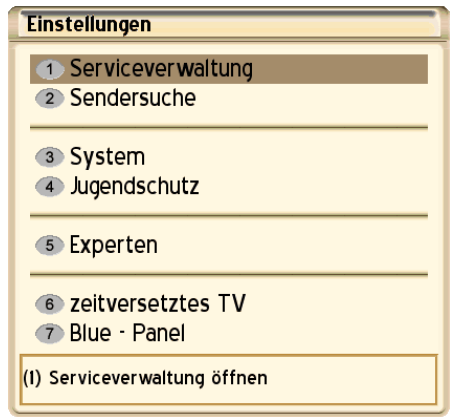 Einstellungen
1 Serviceverwaltung
2 Sendersuche
3 System
4 Jugendschutz
5 Experten
6 zeitversetztes TV
7 Blue - Panel
(1) Serviceverwaltung öffnen